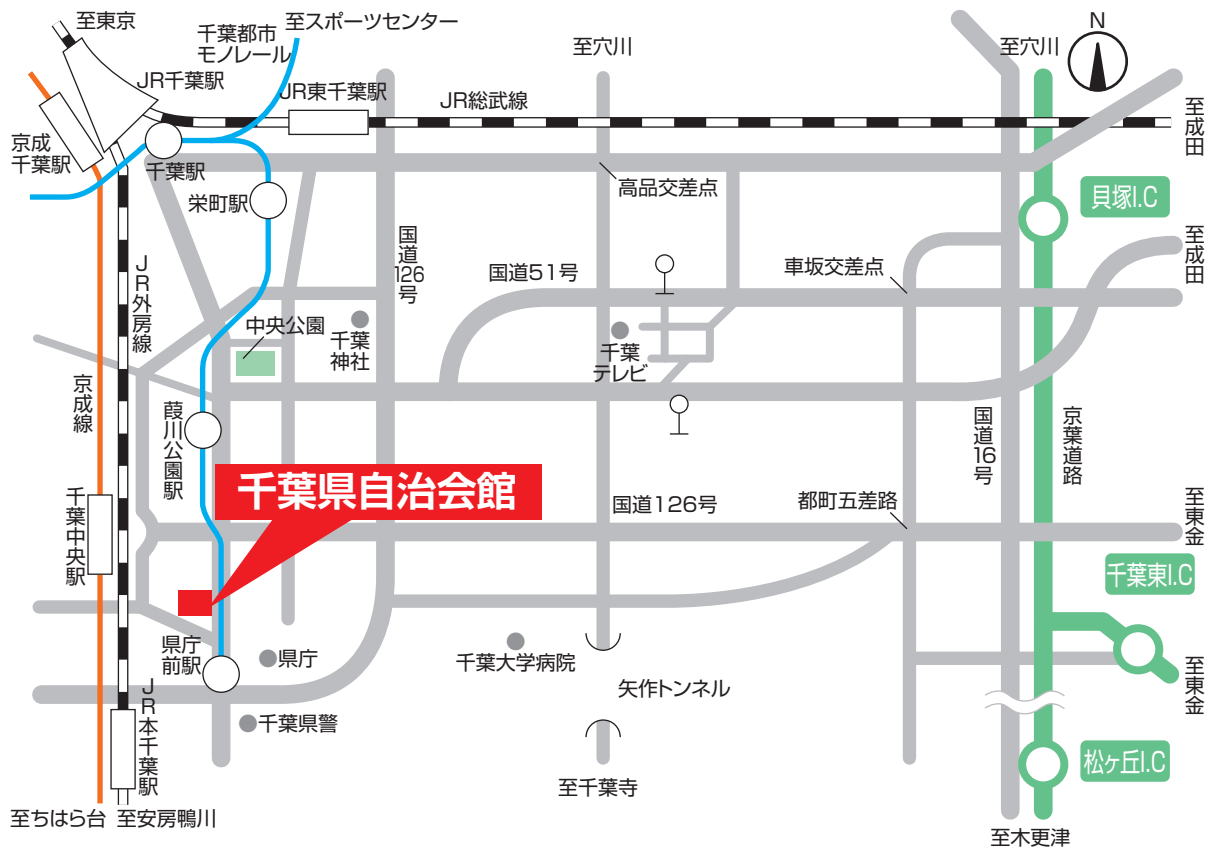 至東京
千葉都市
モノレール
至スポーツセンター
至穴川
至穴川
N
JR千葉駅
JR東千葉駅
JR総武線
至成田
京成
千葉駅
千葉駅
栄町駅
高品交差点
貝塚I.C
国道126号
国道51号
車坂交差点
至成田
JR外房線
中央公園
千葉
神社
千葉
テレビ
京成線
葭川公園駅
国道16号
京葉道路
千葉県自治会館
千葉中央駅
国道126号
都町五差路
至東金
千葉東I.C
県庁
前駅
県庁
千葉大学病院
矢作トンネル
至東金
JR本千葉駅
千葉県警
松ヶ丘I.C
至千葉寺
至ちはら台
至安房鴨川
至木更津